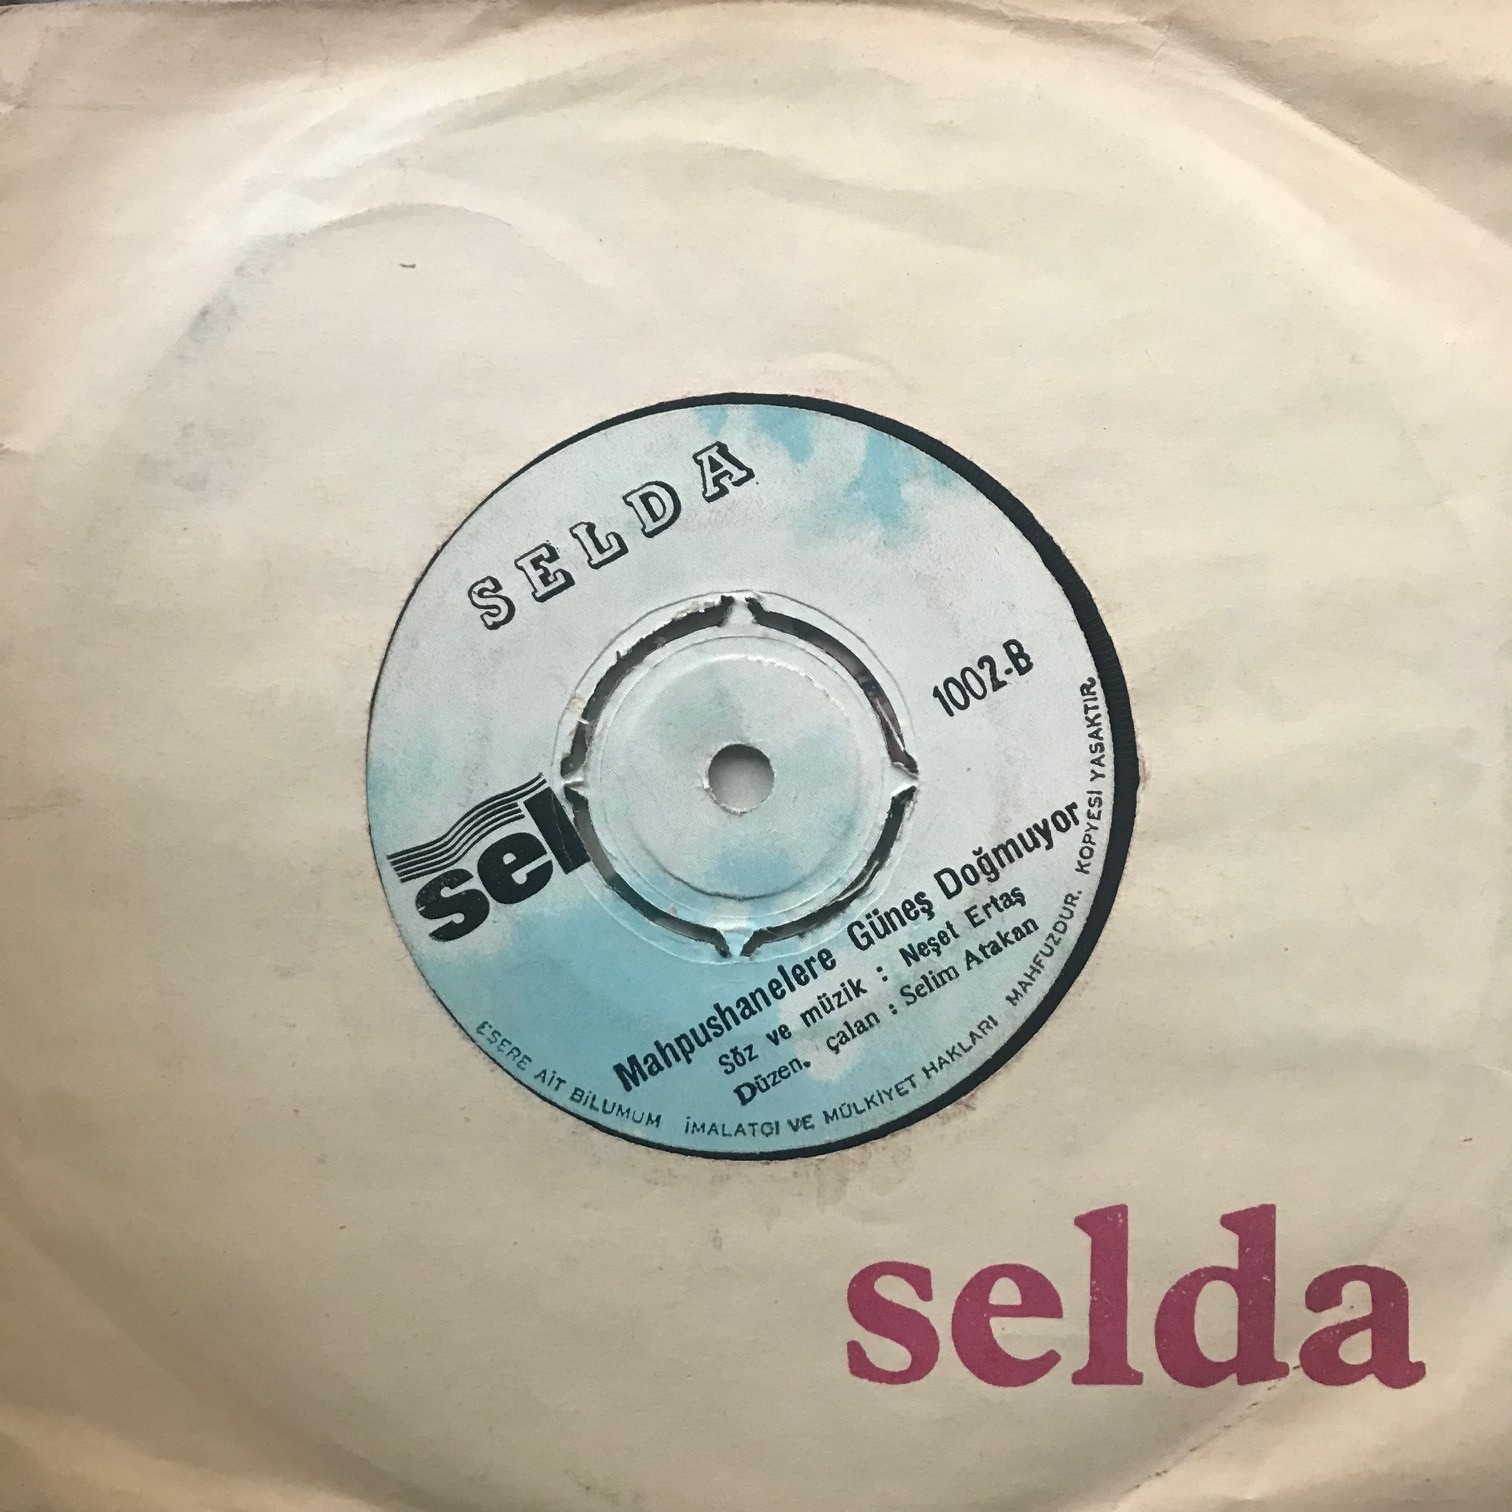 SELDA
1002-B
sel
Mahpushanelere Güneş Doğmuyor
Söz ve müzik : Neşet Ertaş
Düzen. çalan : Selim Atakan
ESERE AİT BİLUMUM İMALATÇI VE MÜLKİYET HAKLARI MAHFUZDUR. KOPYESİ YASAKTIR
selda